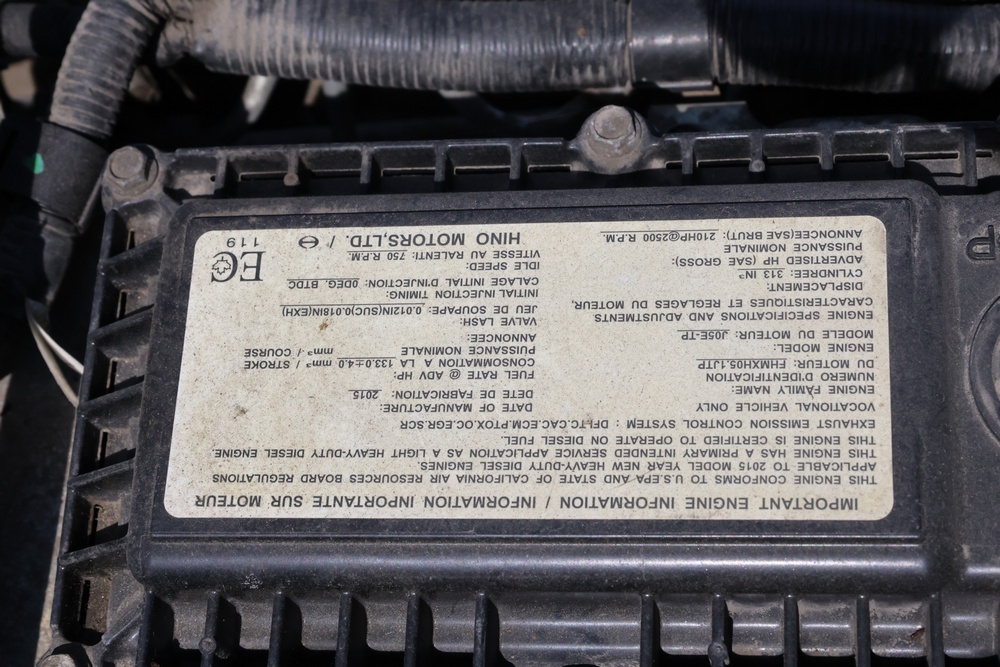 IMPORTANT ENGINE INFORMATION / INFORMATION IMPORTANTE SUR MOTEUR
THIS ENGINE CONFORMS TO U.S.EPA AND STATE OF CALIFORNIA AIR RESOURCES BOARD REGULATIONS
APPLICABLE TO 2015 MODEL YEAR NEW HEAVY-DUTY DIESEL ENGINES.
THIS ENGINE HAS A PRIMARY INTENDED SERVICE APPLICATION AS A LIGHT HEAVY-DUTY DIESEL ENGINE.
THIS ENGINE IS CERTIFIED TO OPERATE ON DIESEL FUEL.
EXHAUST EMISSION CONTROL SYSTEM : DFI,TC,CAC,ECM,PTOX,OC,EGR,SCR
VOCATIONAL VEHICLE ONLY
ENGINE FAMILY NAME:
NUMERO D'IDENTIFICATION
DU MOTEUR: FHMXH05.1JTP
ENGINE MODEL:
MODELE DU MOTEUR: J05E-TP
ENGINE SPECIFICATIONS AND ADJUSTMENTS
CARACTERISTIQUES ET REGLAGES DU MOTEUR,
DISPLACEMENT:
CYLINDREE: 313 IN³
ADVERTISED HP (SAE GROSS):
PUISSANCE NOMINALE
ANNONCEE(SAE BRUT): 210HP@2500 R.P.M.
DATE OF MANUFACTURE:
DETE DE FABRICATION: 2015
FUEL RATE @ ADV HP:
CONSOMMATION A LA 133.0±4.0 mm³ / STROKE
PUISSANCE NOMINALE mm³ / COURSE
ANNONCEE:
VALVE LASH:
JEU DE SOUPAPE: 0.012IN(SUC),0.018IN(EXH)
INITIAL INJECTION TIMING:
CALAGE INITIAL D'INJECTION: 0DEG. BTDC
IDLE SPEED:
VITESSE AU RALENTI: 750 R.P.M.
HINO MOTORS,LTD. /
EC
119